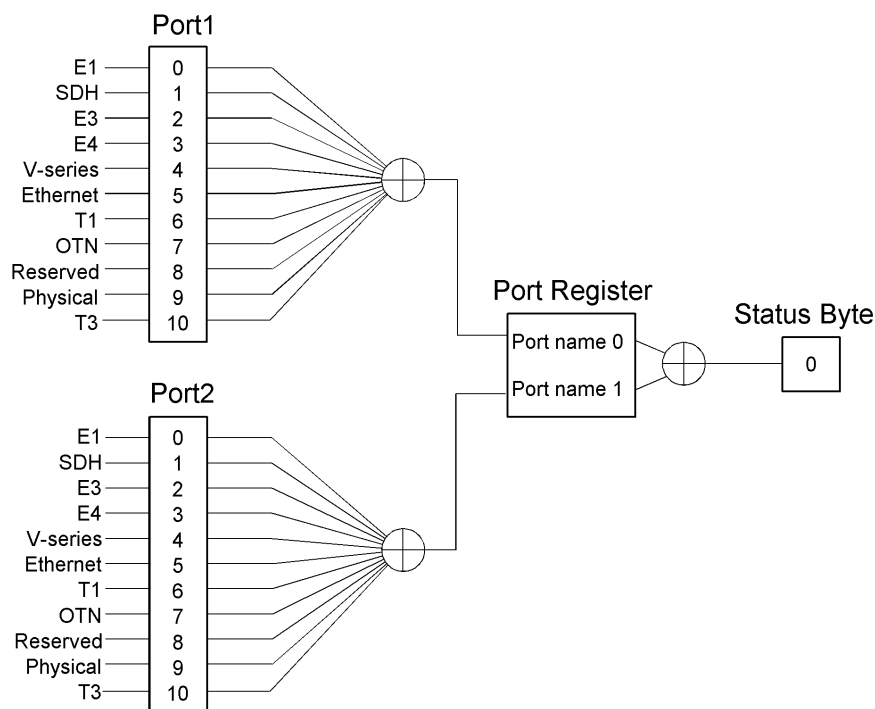 Port1
E1 0
SDH 1
E3 2
E4 3
V-series 4
Ethernet 5
T1 6
OTN 7
Reserved 8
Physical 9
T3 10
Port Register
Port name 0
Port name 1
Status Byte
0
Port2
E1 0
SDH 1
E3 2
E4 3
V-series 4
Ethernet 5
T1 6
OTN 7
Reserved 8
Physical 9
T3 10